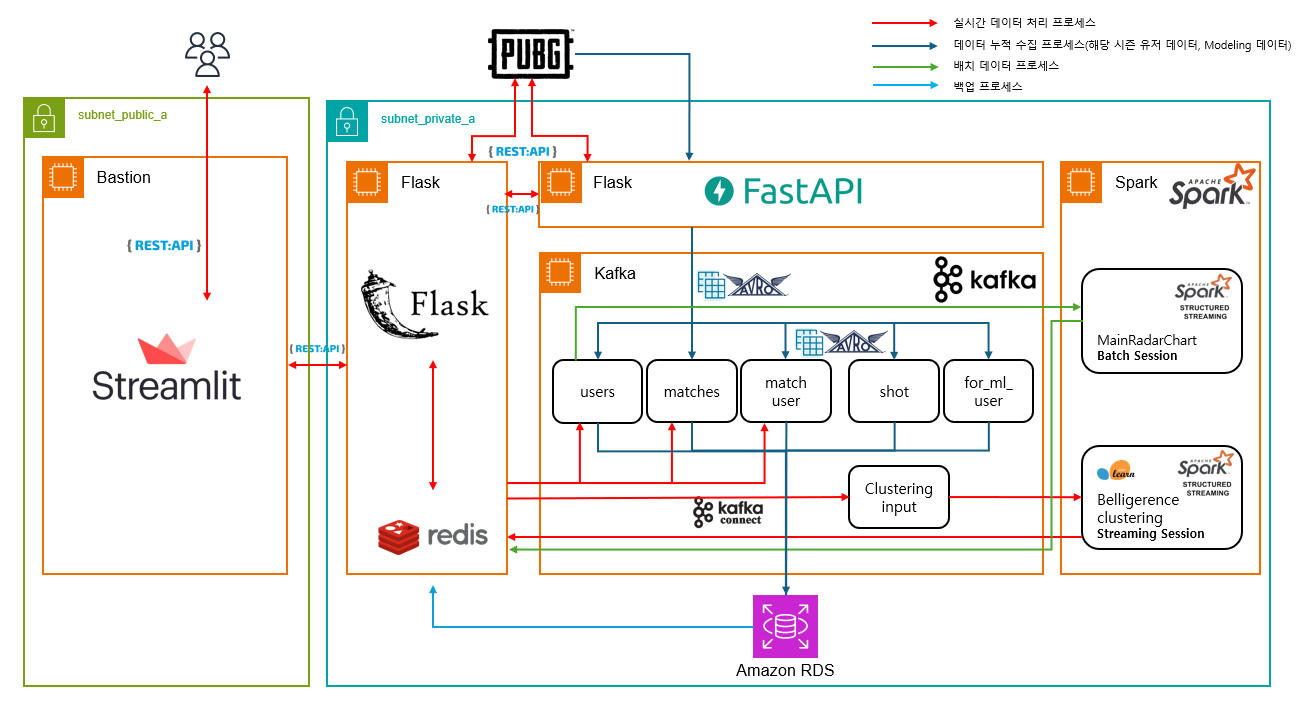 실시간 데이터 처리 프로세스
데이터 누적 수집 프로세스(해당 시즌 유저 데이터, Modeling 데이터)
배치 데이터 프로세스
백업 프로세스
PUBG
subnet_public_a
subnet_private_a
Bastion
{ REST:API }
Streamlit
{ REST:API }
Flask
Flask
redis
{ REST:API }
{ REST:API }
Flask
FastAPI
Kafka
AVRO
kafka
AVRO
users
matches
match
user
shot
for_ml_
user
Clustering
input
kafka
connect
Amazon RDS
Spark
APACHE
Spark
APACHE
Spark
STRUCTURED
STREAMING
MainRadarChart
Batch Session
learn
APACHE
Spark
STRUCTURED
STREAMING
Belligerence
clustering
Streaming Session